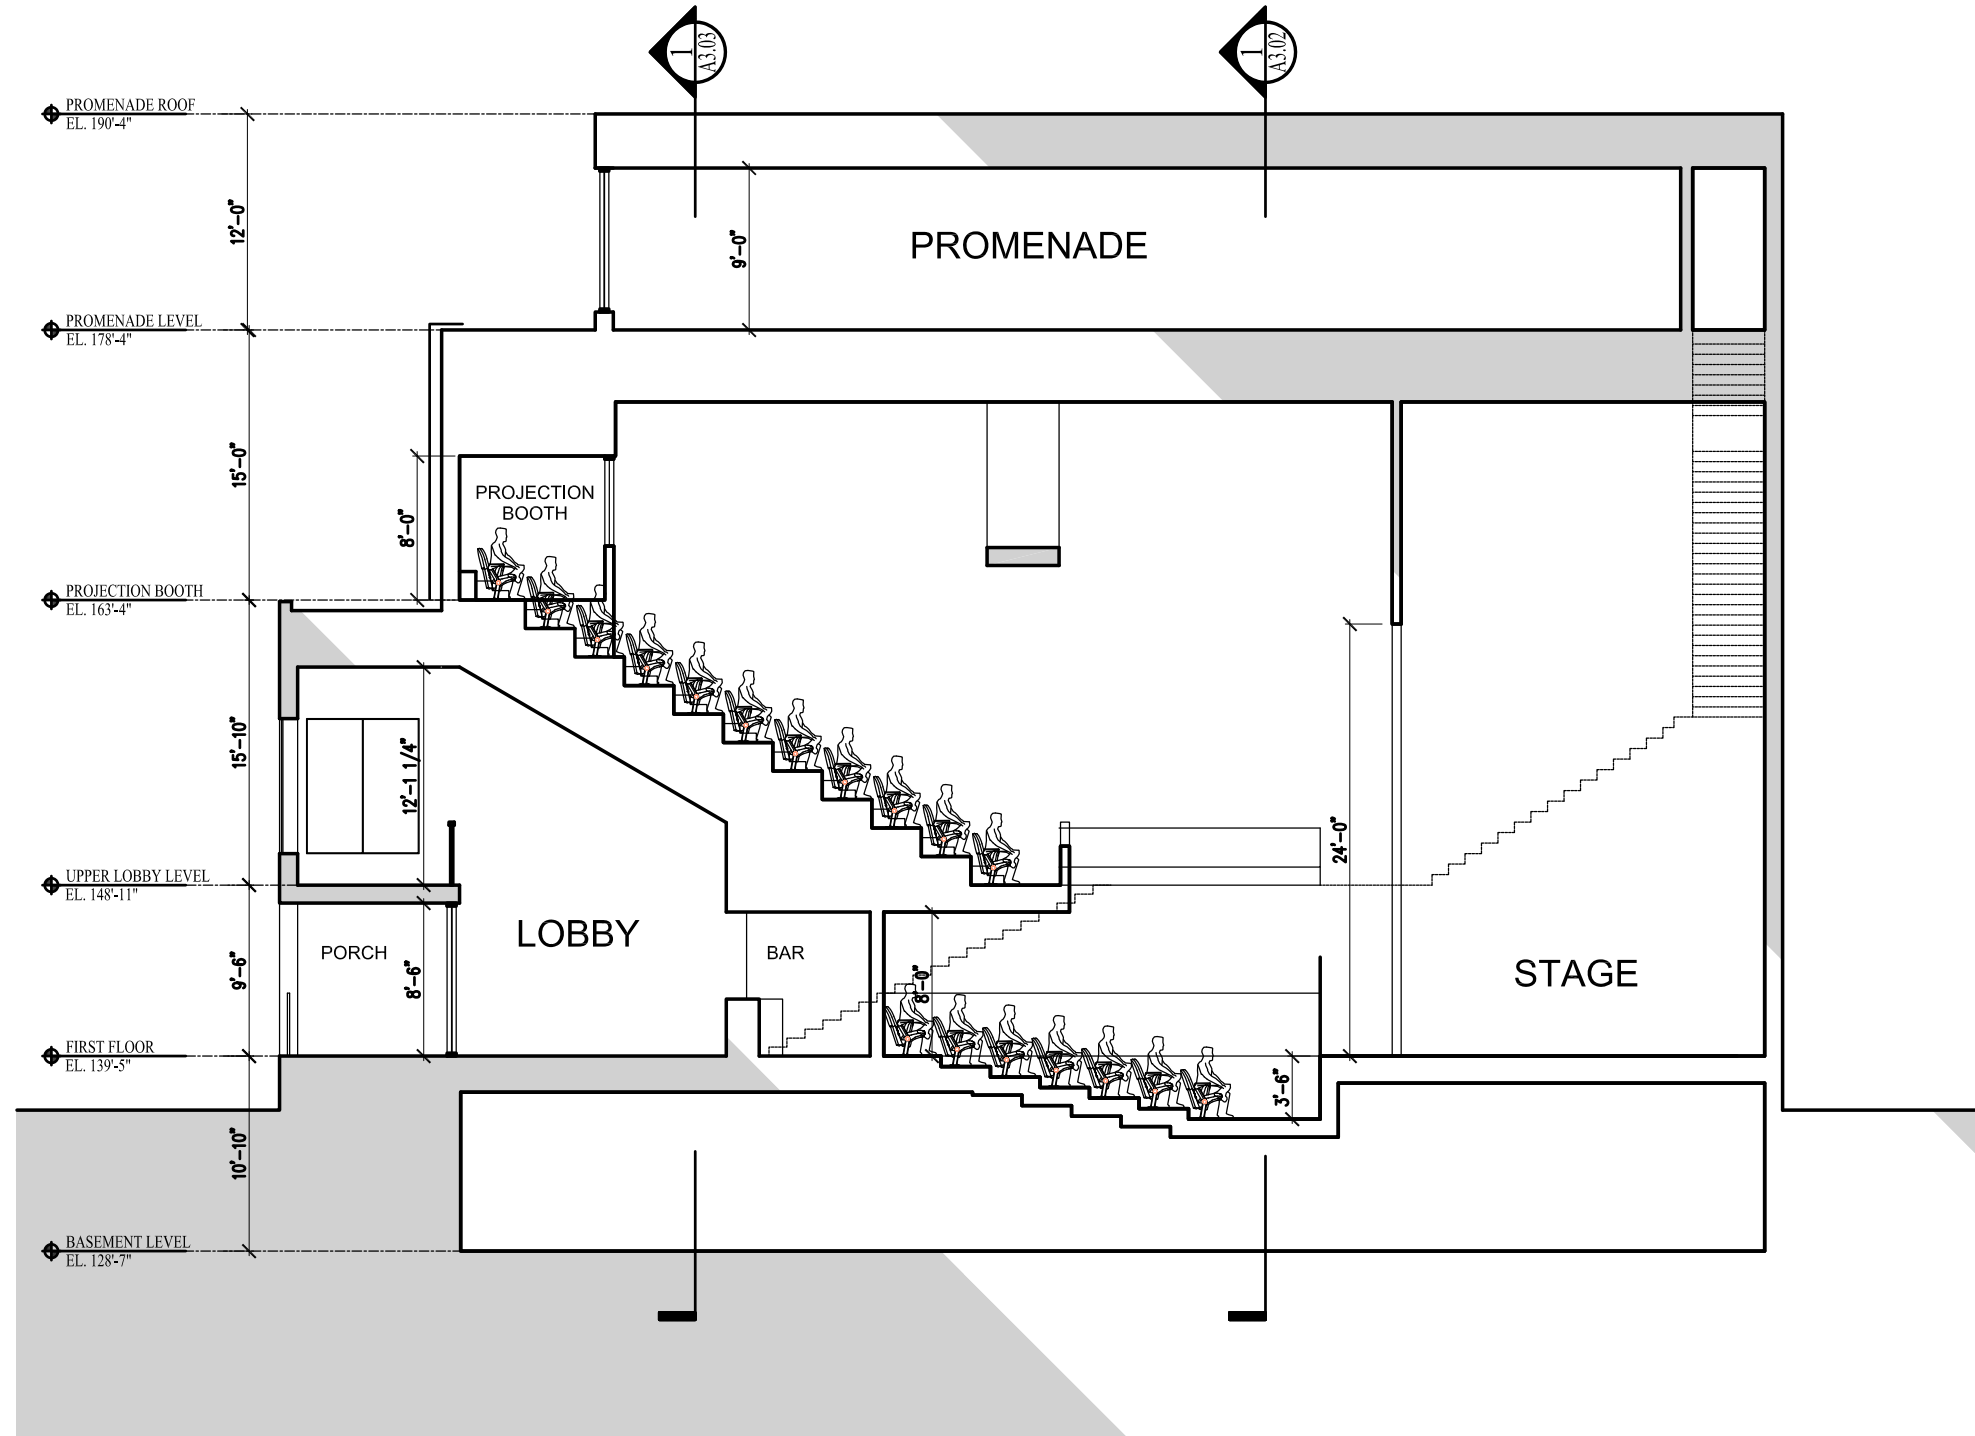 1
A3.03
1
A3.02
PROMENADE ROOF
EL. 190'-4"
12'-0"
9'-0"
PROMENADE
PROMENADE LEVEL
EL. 178'-4"
15'-0"
8'-0"
PROJECTION
BOOTH
PROJECTION BOOTH
EL. 163'-4"
15'-10"
12'-1 1/4"
24'-0"
UPPER LOBBY LEVEL
EL. 148'-11"
9'-6"
PORCH
8'-6"
LOBBY
BAR
8'-0"
STAGE
FIRST FLOOR
EL. 139'-5"
3'-6"
10'-10"
BASEMENT LEVEL
EL. 128'-7"